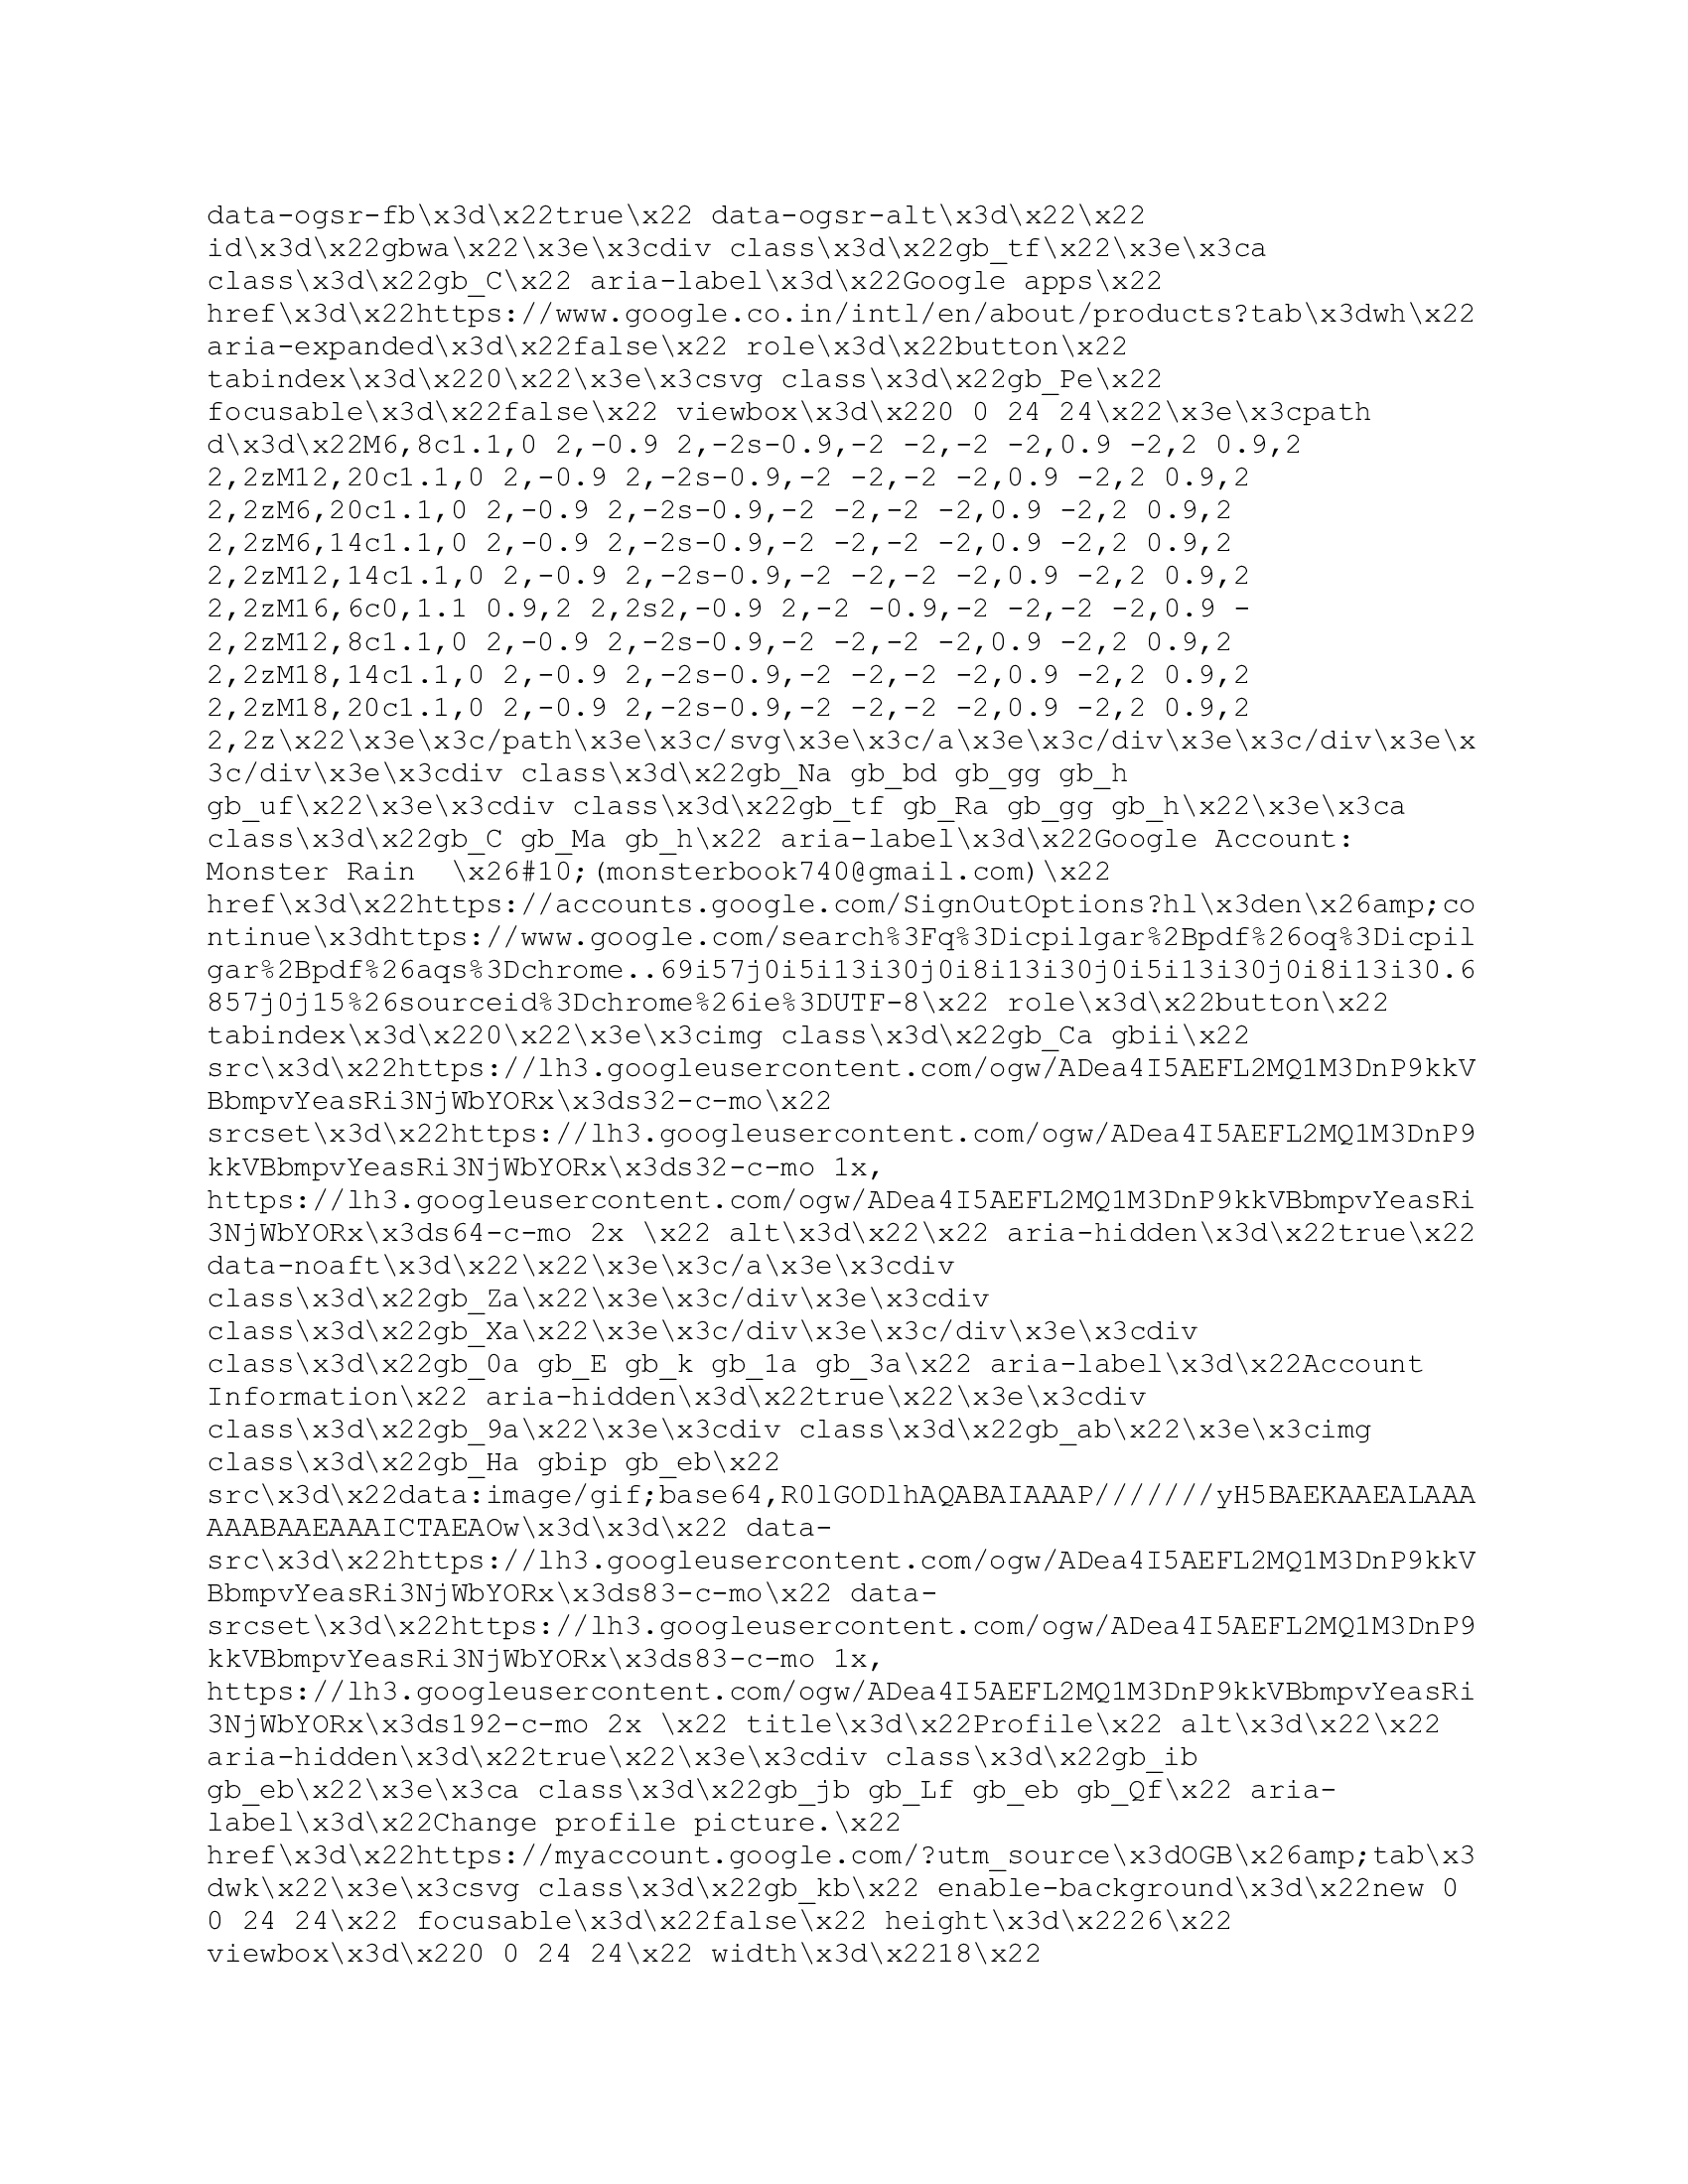 data-ogsr-fb\x3d\x22true\x22 data-ogsr-alt\x3d\x22\x22
id\x3d\x22gbwa\x22\x3e\x3cdiv class\x3d\x22gb_tf\x22\x3e\x3ca
class\x3d\x22gb_C\x22 aria-label\x3d\x22Google apps\x22
href\x3d\x22https://www.google.co.in/intl/en/about/products?tab\x3dwh\x22
aria-expanded\x3d\x22false\x22 role\x3d\x22button\x22
tabindex\x3d\x220\x22\x3e\x3csvg class\x3d\x22gb_Pe\x22
focusable\x3d\x22false\x22 viewbox\x3d\x220 0 24 24\x22\x3e\x3cpath
d\x3d\x22M6,8c1.1,0 2,-0.9 2,-2s-0.9,-2 -2,-2 -2,0.9 -2,2 0.9,2
2,2zM12,20c1.1,0 2,-0.9 2,-2s-0.9,-2 -2,-2 -2,0.9 -2,2 0.9,2
2,2zM6,20c1.1,0 2,-0.9 2,-2s-0.9,-2 -2,-2 -2,0.9 -2,2 0.9,2
2,2zM6,14c1.1,0 2,-0.9 2,-2s-0.9,-2 -2,-2 -2,0.9 -2,2 0.9,2
2,2zM12,14c1.1,0 2,-0.9 2,-2s-0.9,-2 -2,-2 -2,0.9 -2,2 0.9,2
2,2zM16,6c0,1.1 0.9,2 2,2s2,-0.9 2,-2 -0.9,-2 -2,-2 -2,0.9 -
2,2zM12,8c1.1,0 2,-0.9 2,-2s-0.9,-2 -2,-2 -2,0.9 -2,2 0.9,2
2,2zM18,14c1.1,0 2,-0.9 2,-2s-0.9,-2 -2,-2 -2,0.9 -2,2 0.9,2
2,2zM18,20c1.1,0 2,-0.9 2,-2s-0.9,-2 -2,-2 -2,0.9 -2,2 0.9,2
2,2z\x22\x3e\x3c/path\x3e\x3c/svg\x3e\x3c/a\x3e\x3c/div\x3e\x3c/div\x3e\x
3c/div\x3e\x3cdiv class\x3d\x22gb_Na gb_bd gb_gg gb_h
gb_uf\x22\x3e\x3cdiv class\x3d\x22gb_tf gb_Ra gb_gg gb_h\x22\x3e\x3ca
class\x3d\x22gb_C gb_Ma gb_h\x22 aria-label\x3d\x22Google Account:
Monster Rain  \x26#10;(monsterbook740@gmail.com)\x22
href\x3d\x22https://accounts.google.com/SignOutOptions?hl\x3den\x26amp;co
ntinue\x3dhttps://www.google.com/search%3Fq%3Dicpilgar%2Bpdf%26oq%3Dicpil
gar%2Bpdf%26aqs%3Dchrome..69i57j0i5i13i30j0i8i13i30j0i5i13i30j0i8i13i30.6
857j0j15%26sourceid%3Dchrome%26ie%3DUTF-8\x22 role\x3d\x22button\x22
tabindex\x3d\x220\x22\x3e\x3cimg class\x3d\x22gb_Ca gbii\x22
src\x3d\x22https://lh3.googleusercontent.com/ogw/ADea4I5AEFL2MQ1M3DnP9kkV
BbmpvYeasRi3NjWbYORx\x3ds32-c-mo\x22
srcset\x3d\x22https://lh3.googleusercontent.com/ogw/ADea4I5AEFL2MQ1M3DnP9
kkVBbmpvYeasRi3NjWbYORx\x3ds32-c-mo 1x,
https://lh3.googleusercontent.com/ogw/ADea4I5AEFL2MQ1M3DnP9kkVBbmpvYeasRi
3NjWbYORx\x3ds64-c-mo 2x \x22 alt\x3d\x22\x22 aria-hidden\x3d\x22true\x22
data-noaft\x3d\x22\x22\x3e\x3c/a\x3e\x3cdiv
class\x3d\x22gb_Za\x22\x3e\x3c/div\x3e\x3cdiv
class\x3d\x22gb_Xa\x22\x3e\x3c/div\x3e\x3c/div\x3e\x3cdiv
class\x3d\x22gb_0a gb_E gb_k gb_1a gb_3a\x22 aria-label\x3d\x22Account
Information\x22 aria-hidden\x3d\x22true\x22\x3e\x3cdiv
class\x3d\x22gb_9a\x22\x3e\x3cdiv class\x3d\x22gb_ab\x22\x3e\x3cimg
class\x3d\x22gb_Ha gbip gb_eb\x22
src\x3d\x22data:image/gif;base64,R0lGODlhAQABAIAAAP///////yH5BAEKAAEALAAA
AAABAAEAAAICTAEAOw\x3d\x3d\x22 data-
src\x3d\x22https://lh3.googleusercontent.com/ogw/ADea4I5AEFL2MQ1M3DnP9kkV
BbmpvYeasRi3NjWbYORx\x3ds83-c-mo\x22 data-
srcset\x3d\x22https://lh3.googleusercontent.com/ogw/ADea4I5AEFL2MQ1M3DnP9
kkVBbmpvYeasRi3NjWbYORx\x3ds83-c-mo 1x,
https://lh3.googleusercontent.com/ogw/ADea4I5AEFL2MQ1M3DnP9kkVBbmpvYeasRi
3NjWbYORx\x3ds192-c-mo 2x \x22 title\x3d\x22Profile\x22 alt\x3d\x22\x22
aria-hidden\x3d\x22true\x22\x3e\x3cdiv class\x3d\x22gb_ib
gb_eb\x22\x3e\x3ca class\x3d\x22gb_jb gb_Lf gb_eb gb_Qf\x22 aria-
label\x3d\x22Change profile picture.\x22
href\x3d\x22https://myaccount.google.com/?utm_source\x3dOGB\x26amp;tab\x3
dwk\x22\x3e\x3csvg class\x3d\x22gb_kb\x22 enable-background\x3d\x22new 0
0 24 24\x22 focusable\x3d\x22false\x22 height\x3d\x2226\x22
viewbox\x3d\x220 0 24 24\x22 width\x3d\x2218\x22